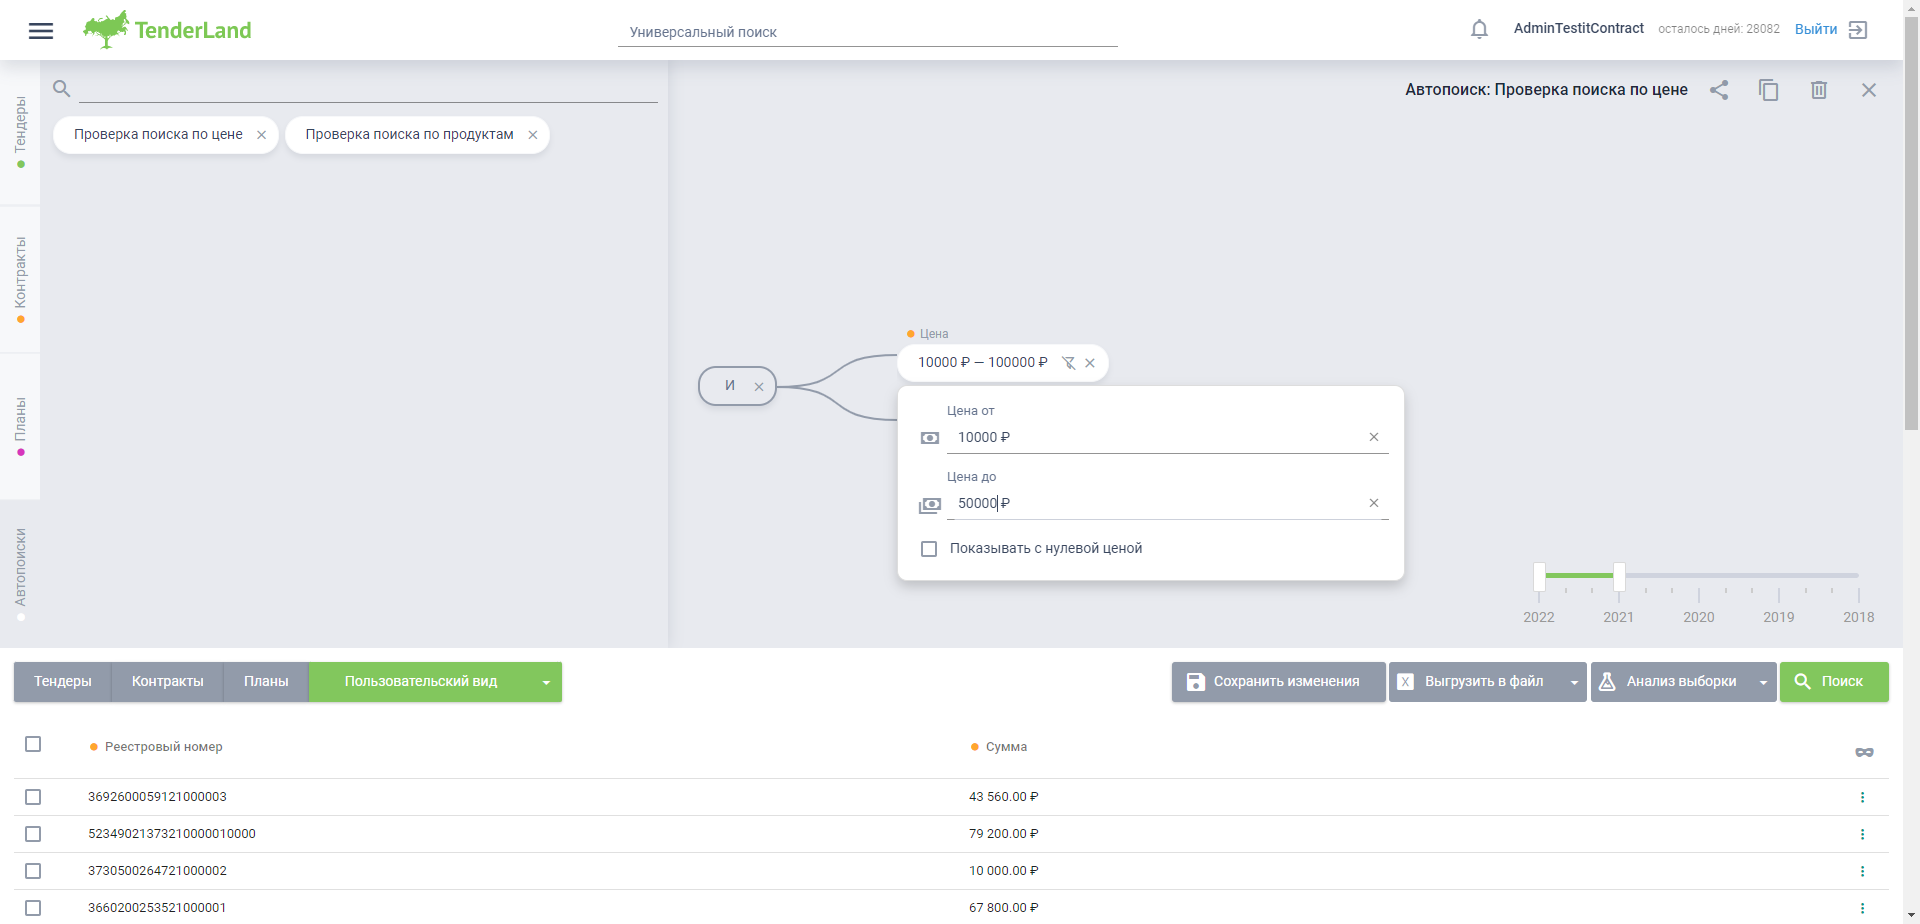 TenderLand
Универсальный поиск
AdminTestitContract
осталось дней: 28082
Выйти
Тендеры
Контракты
Планы
Автопоиски
Проверка поиска по цене
Проверка поиска по продуктам
Автопоиск: Проверка поиска по цене
Цена
И
10000 ₽ — 100000 ₽
Цена от
10000 ₽
Цена до
50000 ₽
Показывать с нулевой ценой
2022 2021 2020 2019 2018
Тендеры Контракты Планы Пользовательский вид
Сохранить изменения X Выгрузить в файл Анализ выборки Поиск
Реестровый номер Сумма
3692600059121000003 43 560.00 ₽
52349021373210000010000 79 200.00 ₽
3730500264721000002 10 000.00 ₽
3660200253521000001 67 800.00 ₽